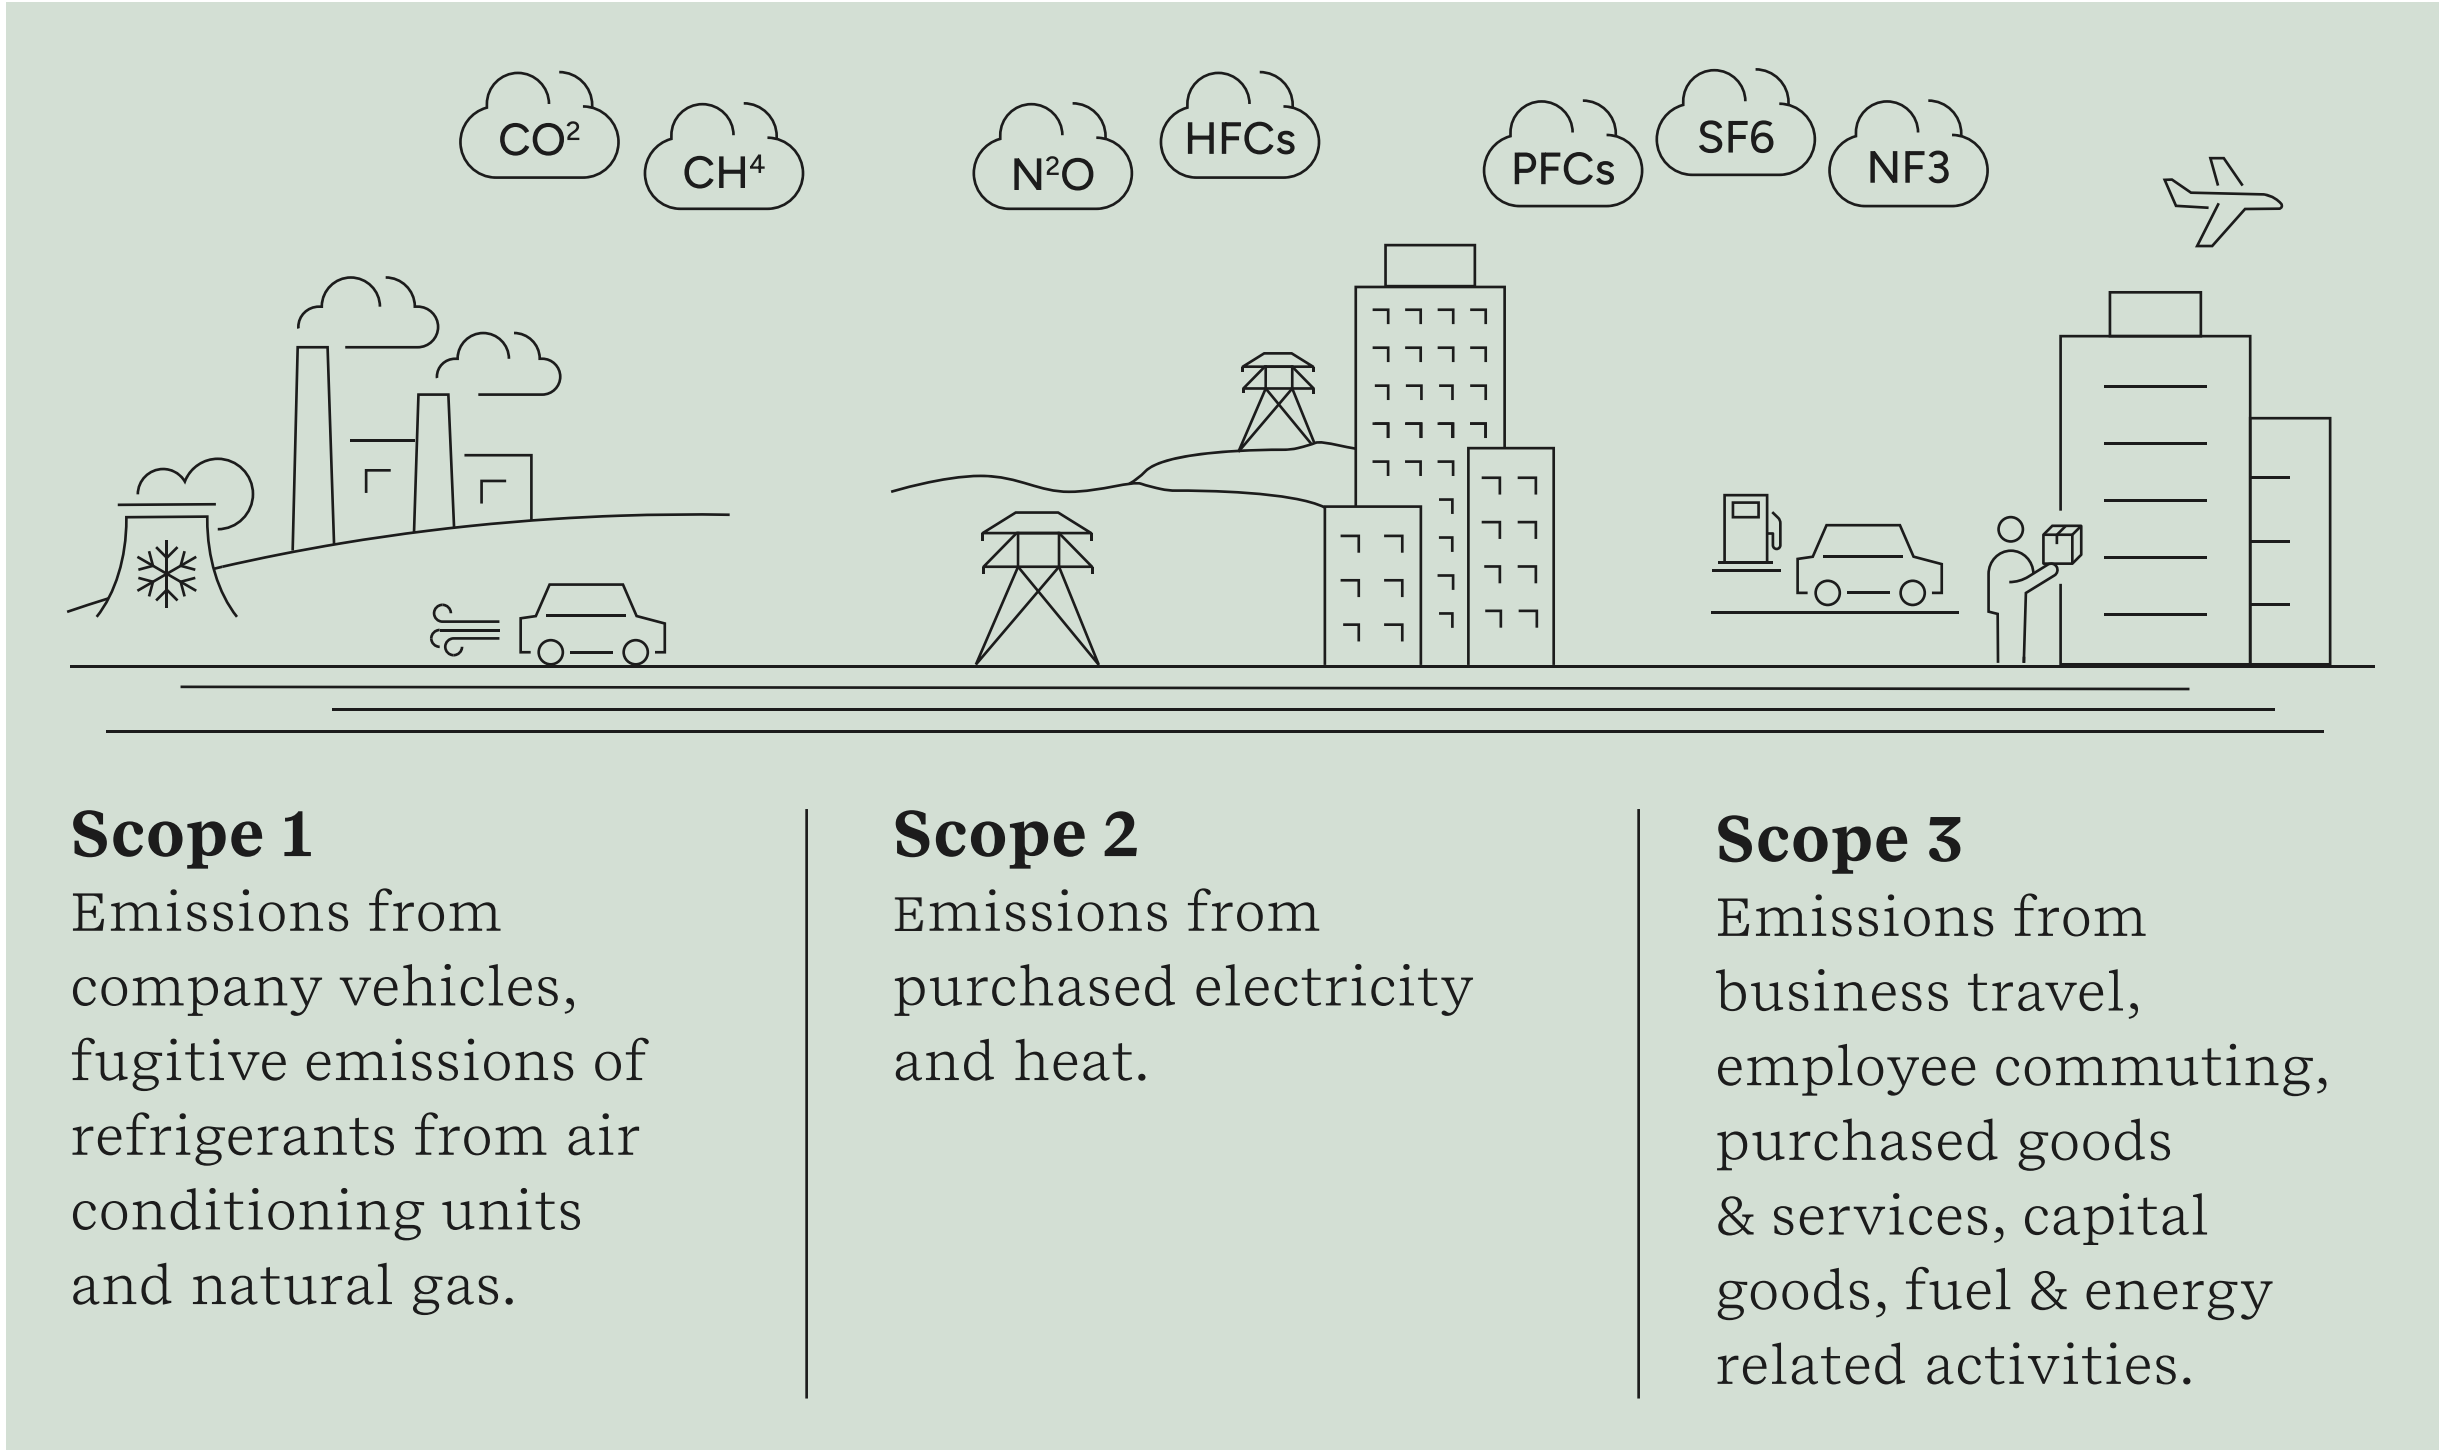 CO²
CH⁴
N²O
HFCs
PFCs
SF6
NF3
Scope 1
Emissions from
company vehicles,
fugitive emissions of
refrigerants from air
conditioning units
and natural gas.
Scope 2
Emissions from
purchased electricity
and heat.
Scope 3
Emissions from
business travel,
employee commuting,
purchased goods
& services, capital
goods, fuel & energy
related activities.